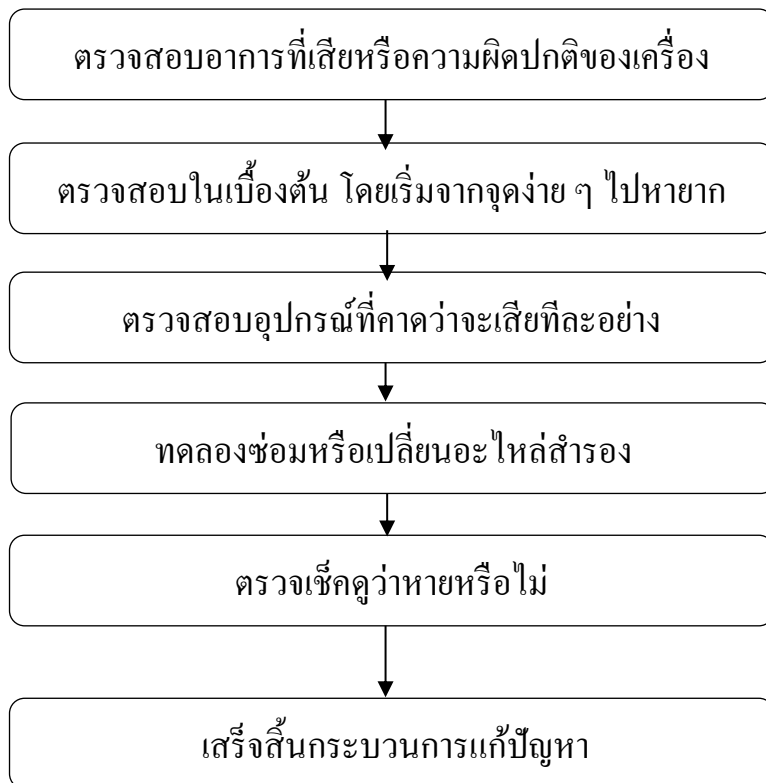 ตรวจสอบอาการที่เสียหรือความผิดปกติของเครื่อง
ตรวจสอบในเบื้องต้น โดยเริ่มจากจุดง่าย ๆ ไปหายาก
ตรวจสอบอุปกรณ์ที่คาดว่าจะเสียทีละอย่าง
ทดลองซ่อมหรือเปลี่ยนอะไหล่สำรอง
ตรวจเช็คดูว่าหายหรือไม่
เสร็จสิ้นกระบวนการแก้ปัญหา